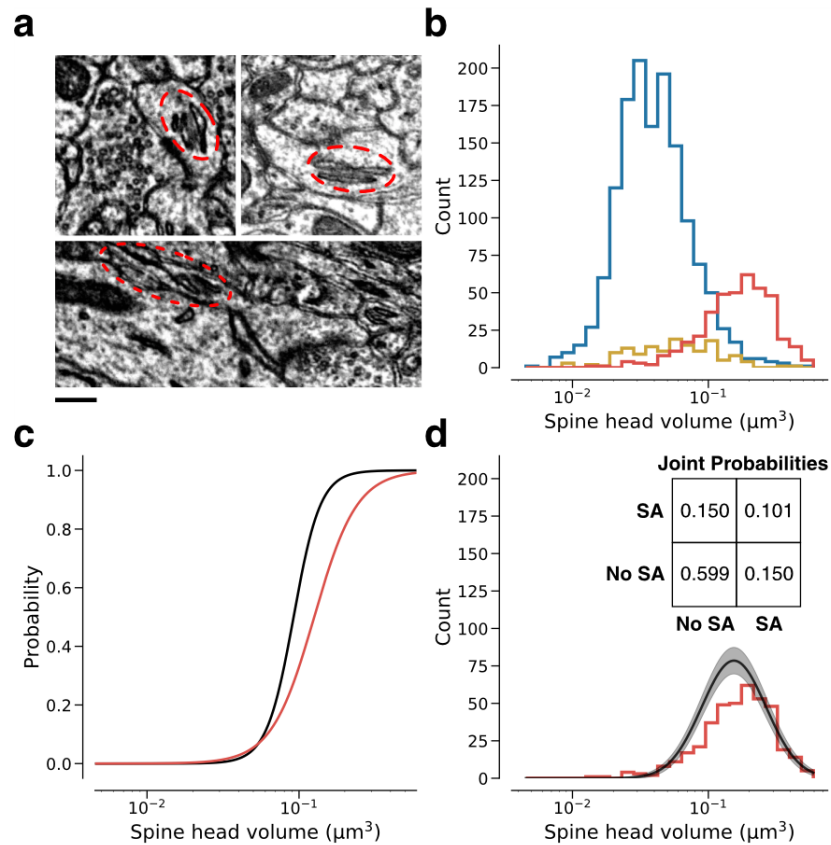 a
b
200
175
150
125
100
75
50
25
0
Count
10⁻²
10⁻¹
Spine head volume (µm³)
c
1.0
0.8
0.6
0.4
0.2
0.0
Probability
10⁻²
10⁻¹
Spine head volume (µm³)
d
200
175
150
125
100
75
50
25
0
Count
Joint Probabilities
SA
0.150
0.101
No SA
0.599
0.150
No SA
SA
10⁻²
10⁻¹
Spine head volume (µm³)